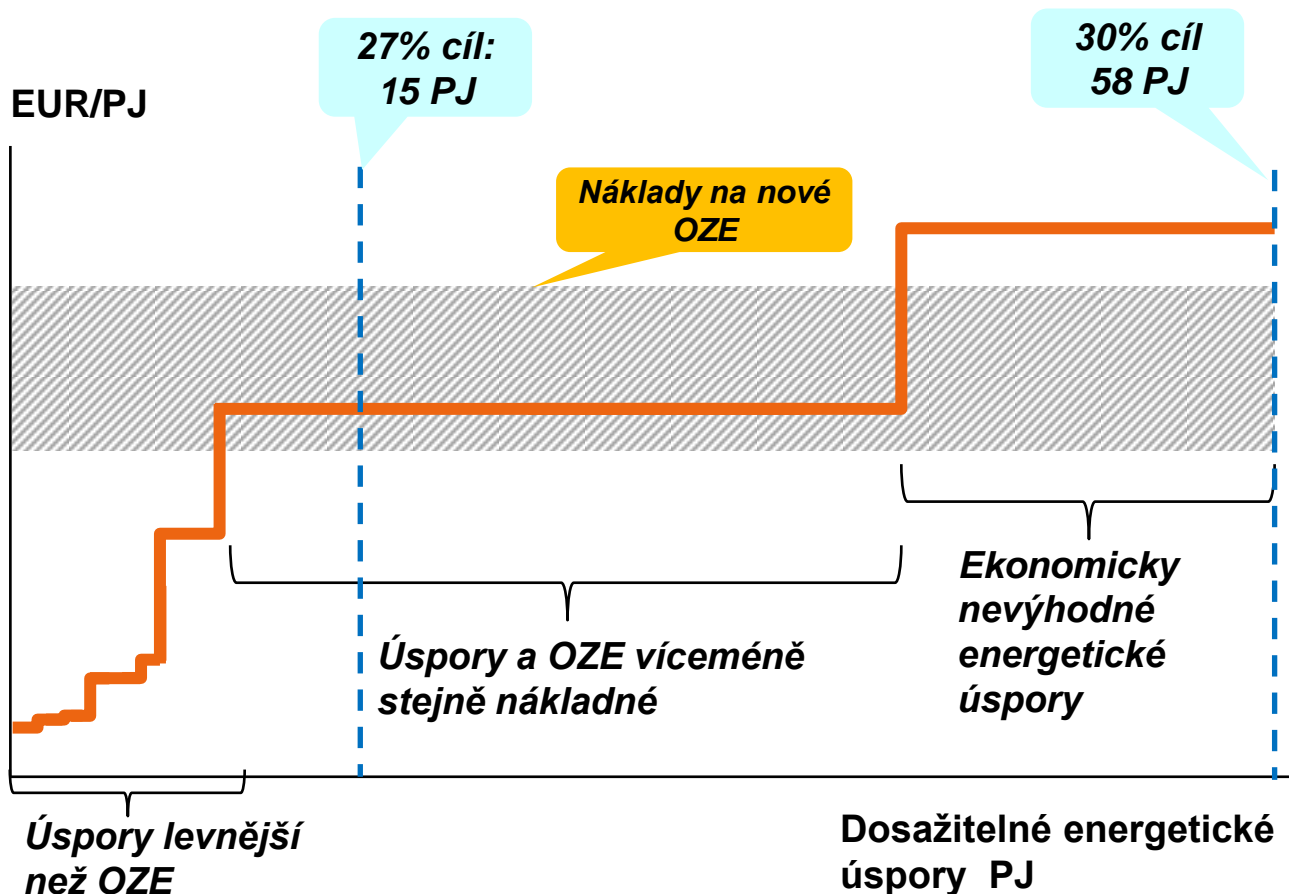 27% cíl:
15 PJ
30% cíl
58 PJ
EUR/PJ
Náklady na nové
OZE
Ekonomicky
nevýhodné
energetické
úspory
Úspory a OZE víceméně
stejně nákladné
Úspory levnější
než OZE
Dosažitelné energetické
úspory PJ